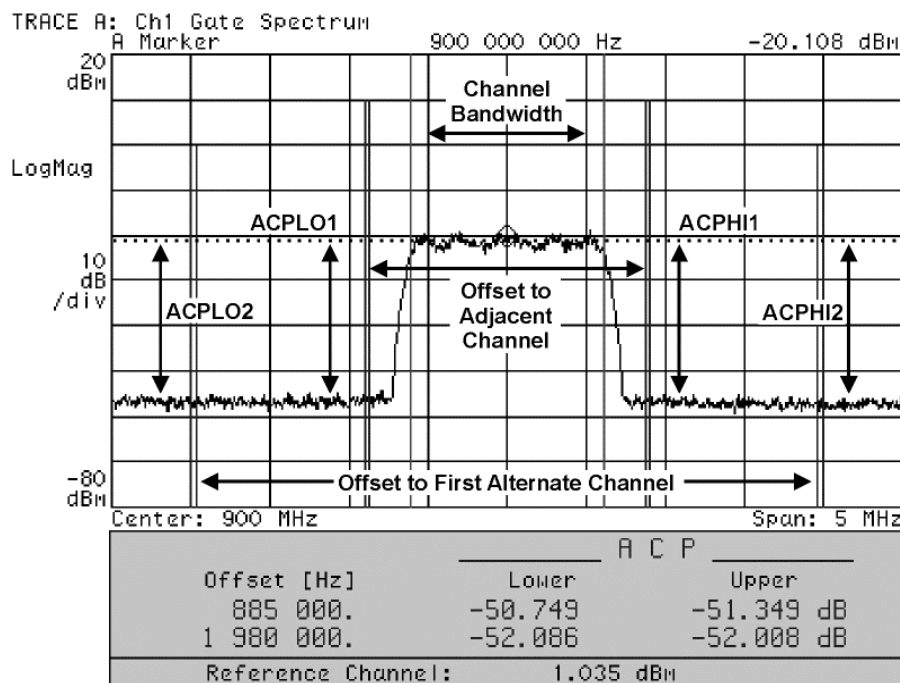 TRACE A: Ch1 Gate Spectrum
A Marker 900 000 000 Hz -20.108 dBm
20
dBm
Channel
Bandwidth
LogMag
ACPLO1
ACPHI1
10
dB
/div
ACPLO2
Offset to
Adjacent
Channel
ACPHI2
-80
dBm
Offset to First Alternate Channel
Center: 900 MHz Span: 5 MHz
A C P
Offset [Hz] Lower Upper
885 000. -50.749 -51.349 dB
1 980 000. -52.086 -52.008 dB
Reference Channel: 1.035 dBm